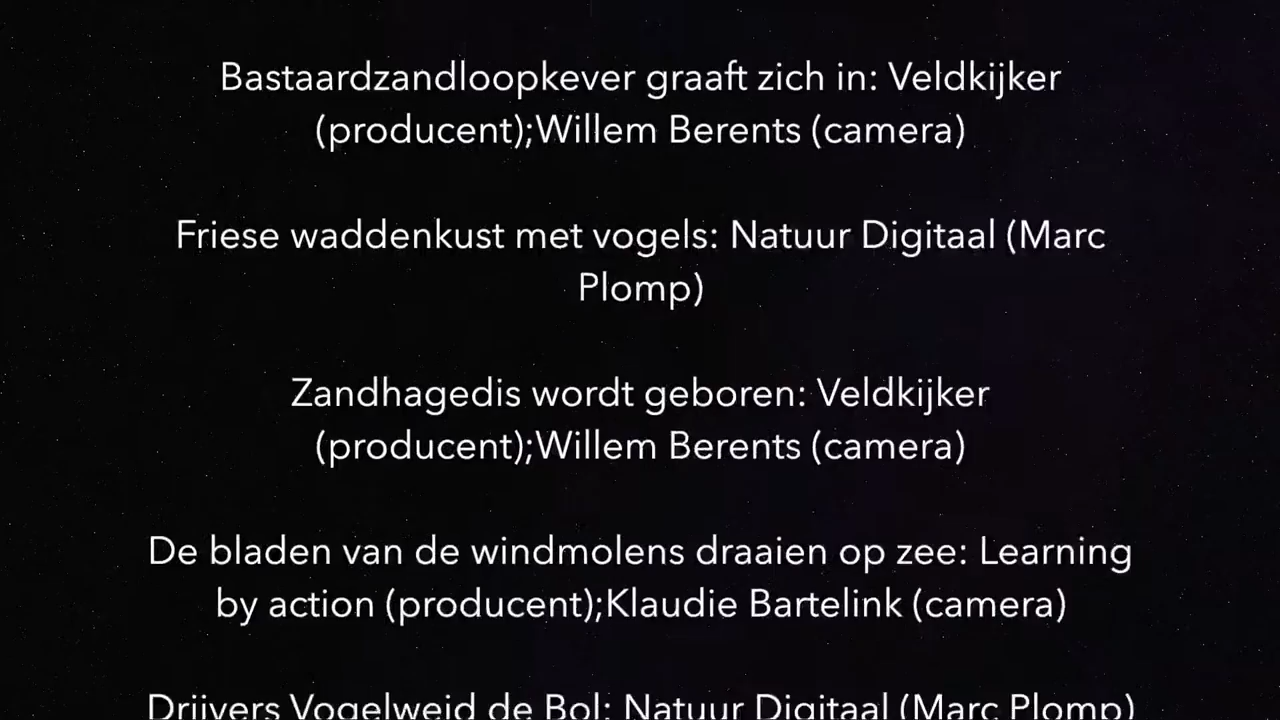 Bastaardzandloopkever graaft zich in: Veldkijker
(producent);Willem Berents (camera)
Friese waddenkust met vogels: Natuur Digitaal (Marc
Plomp)
Zandhagedis wordt geboren: Veldkijker
(producent);Willem Berents (camera)
De bladen van de windmolens draaien op zee: Learning
by action (producent);Klaudie Bartelink (camera)
Drijvers Vogelweid de Bol: Natuur Digitaal (Marc Plomp)